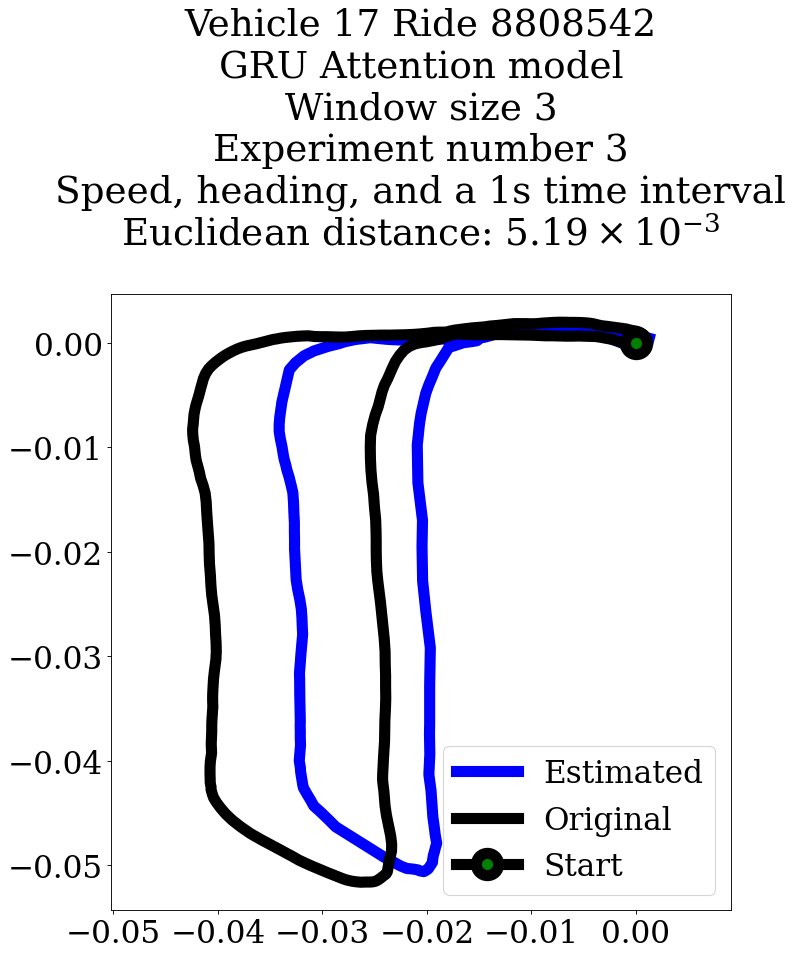 Vehicle 17 Ride 8808542
GRU Attention model
Window size 3
Experiment number 3
Speed, heading, and a 1s time interval
Euclidean distance: 5.19 × 10⁻³
0.00
−0.01
−0.02
−0.03
−0.04
−0.05
Estimated
Original
Start
−0.05 −0.04 −0.03 −0.02 −0.01 0.00